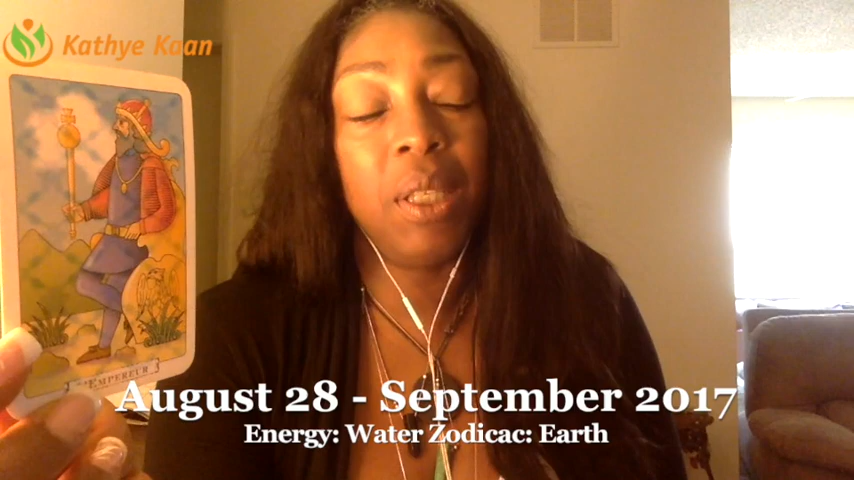 Kathye Kaan
EMPEREUR
August 28 - September 2017
Energy: Water Zodicac: Earth